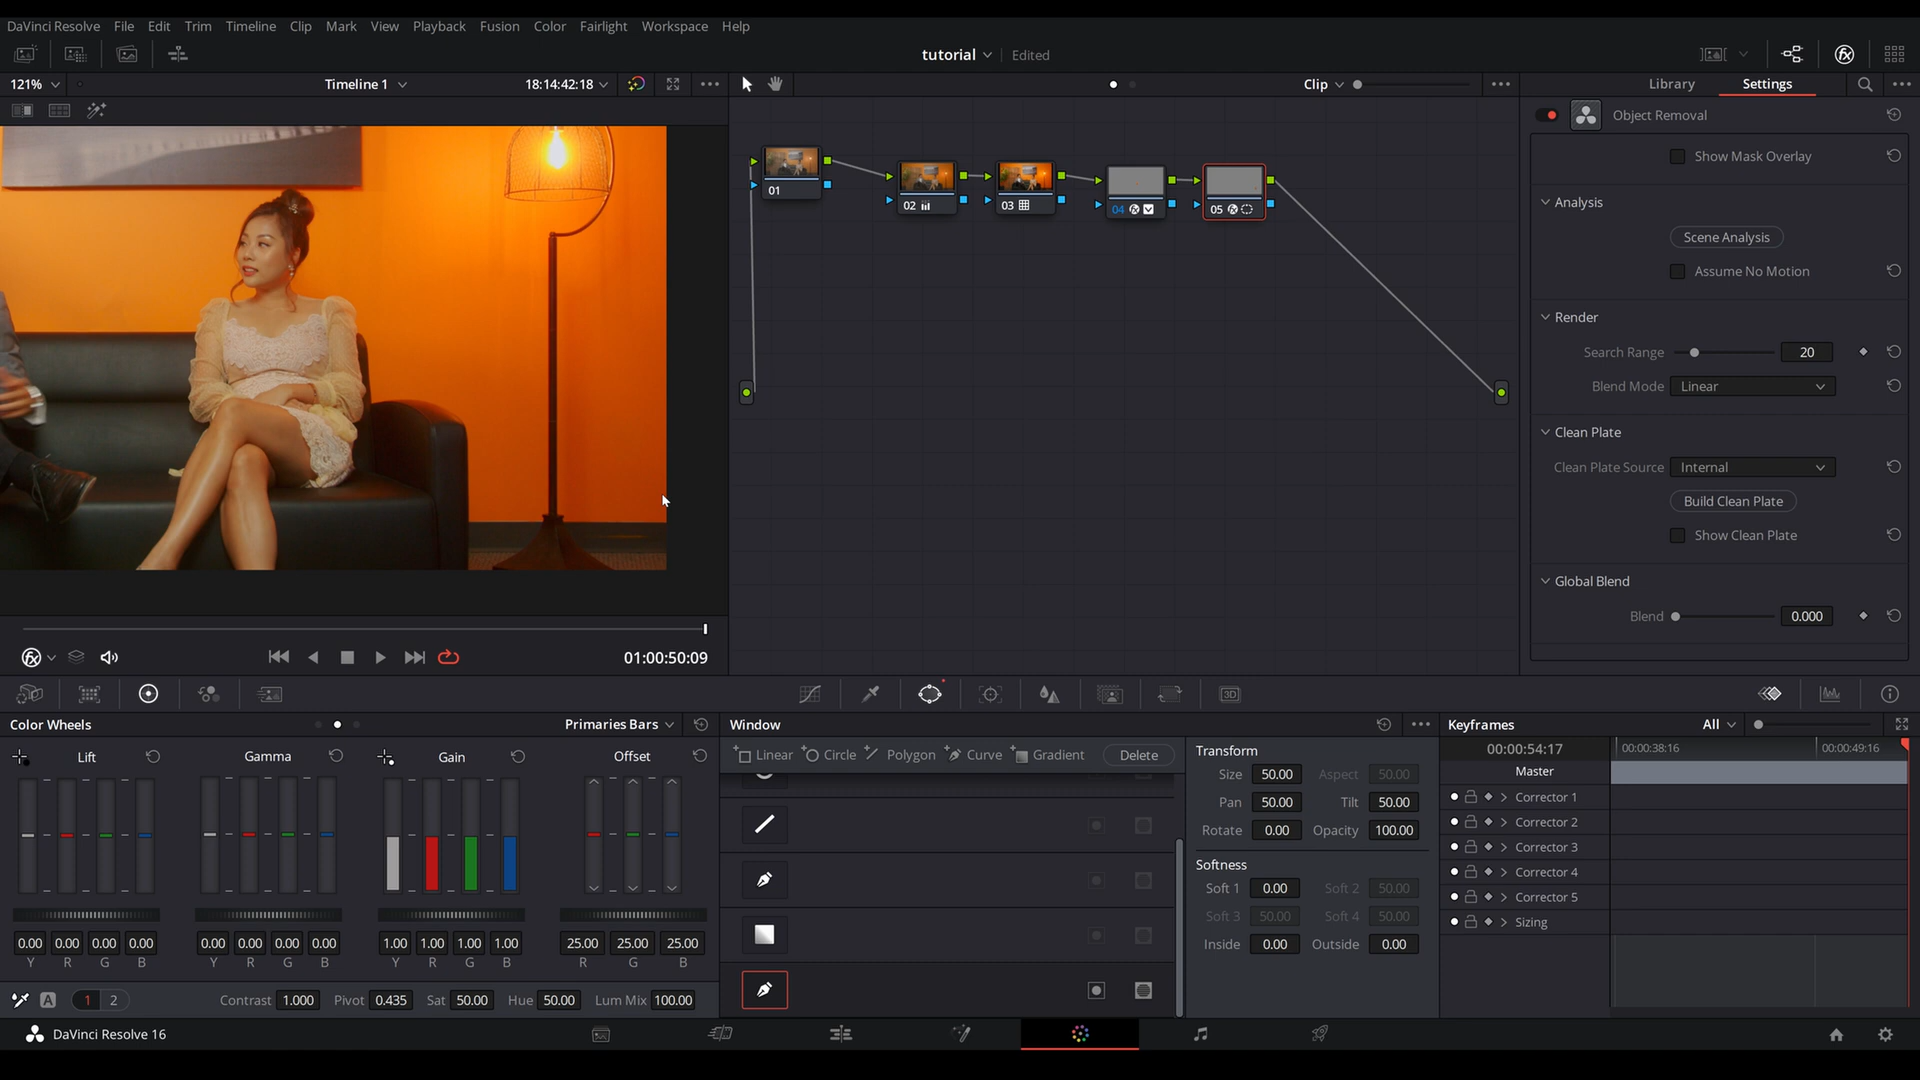 DaVinci Resolve File Edit Trim Timeline Clip Mark View Playback Fusion Color Fairlight Workspace Help
tutorial Edited
121% Timeline 1 18:14:42:18 Clip Library Settings
Object Removal
Show Mask Overlay
01
02
03
04
05
Analysis
Scene Analysis
Assume No Motion
Render
Search Range 20
Blend Mode Linear
Clean Plate
Clean Plate Source Internal
Build Clean Plate
Show Clean Plate
Global Blend
Blend 0.000
01:00:50:09
3D
Color Wheels Primaries Bars
Lift Gamma Gain Offset
0.00 0.00 0.00 0.00 0.00 0.00 0.00 0.00 1.00 1.00 1.00 1.00 25.00 25.00 25.00
Y R G B Y R G B Y R G B R G B
A 1 2 Contrast 1.000 Pivot 0.435 Sat 50.00 Hue 50.00 Lum Mix 100.00
Window
Linear Circle Polygon Curve Gradient Delete
Transform
Size 50.00 Aspect 50.00
Pan 50.00 Tilt 50.00
Rotate 0.00 Opacity 100.00
Softness
Soft 1 0.00 Soft 2 50.00
Soft 3 50.00 Soft 4 50.00
Inside 0.00 Outside 0.00
Keyframes All
00:00:54:17 00:00:38:16 00:00:49:16
Master
Corrector 1
Corrector 2
Corrector 3
Corrector 4
Corrector 5
Sizing
DaVinci Resolve 16